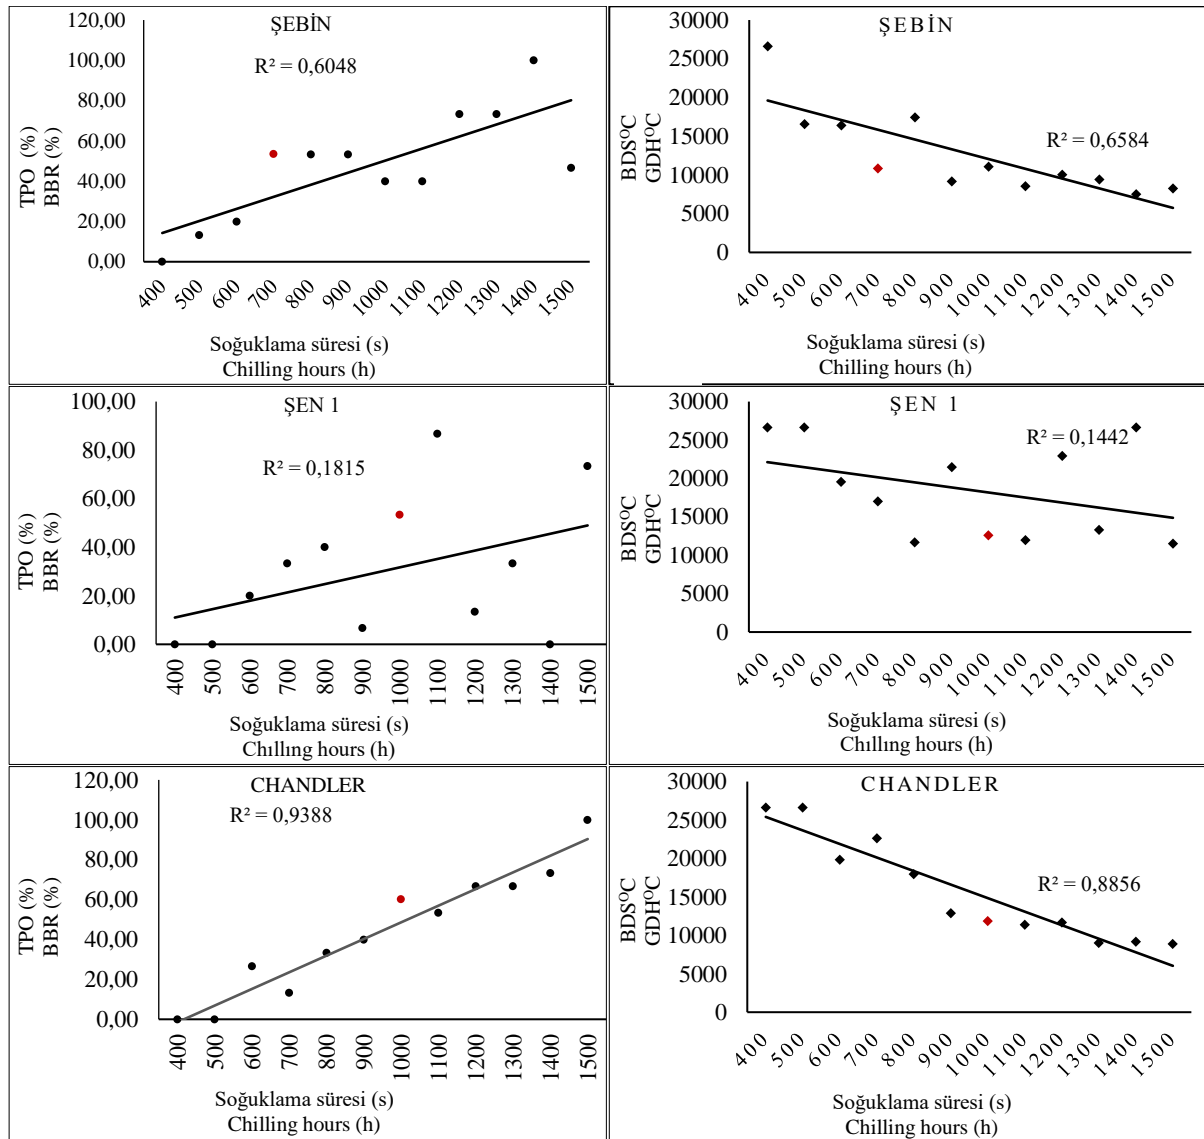 ŞEBİN
R² = 0,6048
TPO (%)
BBR (%)
120,00
100,00
80,00
60,00
40,00
20,00
0,00
400 500 600 700 800 900 1000 1100 1200 1300 1400 1500
Soğuklama süresi (s)
Chilling hours (h)
ŞEBİN
R² = 0,6584
BDS⁰C
GDH⁰C
30000
25000
20000
15000
10000
5000
0
400 500 600 700 800 900 1000 1100 1200 1300 1400 1500
Soğuklama süresi (s)
Chilling hours (h)
ŞEN 1
R² = 0,1815
TPO (%)
BBR (%)
100,00
80,00
60,00
40,00
20,00
0,00
400 500 600 700 800 900 1000 1100 1200 1300 1400 1500
Soğuklama süresi (s)
Chıllıng hours (h)
ŞEN 1
R² = 0,1442
BDS⁰C
GDH⁰C
30000
25000
20000
15000
10000
5000
0
400 500 600 700 800 900 1000 1100 1200 1300 1400 1500
Soğuklama süresi (s)
Chıllıng hours (h)
CHANDLER
R² = 0,9388
TPO (%)
BBR (%)
120,00
100,00
80,00
60,00
40,00
20,00
0,00
400 500 600 700 800 900 1000 1100 1200 1300 1400 1500
Soğuklama süresi (s)
Chilling hours (h)
CHANDLER
R² = 0,8856
BDS⁰C
GDH⁰C
30000
25000
20000
15000
10000
5000
0
400 500 600 700 800 900 1000 1100 1200 1300 1400 1500
Soğuklama süresi (s)
Chilling hours (h)